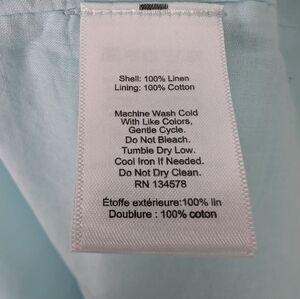 Shell: 100% Linen
Lining: 100% Cotton
Machine Wash Cold
With Like Colors,
Gentle Cycle.
Do Not Bleach.
Tumble Dry Low.
Cool Iron If Needed.
Do Not Dry Clean.
RN 134578
Étoffe extérieure:100% lin
Doublure : 100% coton